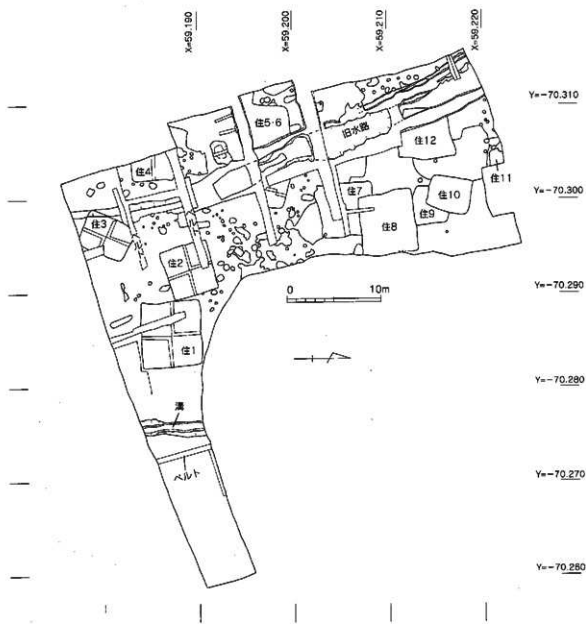 X=59.190
X=59.200
X=59.210
X=59.220
Y=-70.310
Y=-70.300
Y=-70.290
Y=-70.280
Y=-70.270
Y=-70.260
住5·6
旧水路
住12
住4
住11
住7
住10
住9
住3
住8
住2
0 10m
住1
溝
ベルト